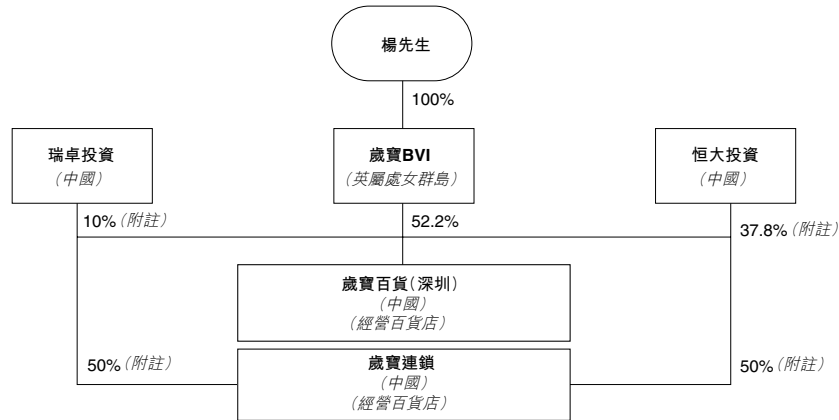 楊先生
100%
瑞卓投資
（中國）
歲寶BVI
（英屬處女群島）
恒大投資
（中國）
10%（附註）
52.2%
37.8%（附註）
歲寶百貨（深圳）
（中國）
（經營百貨店）
50%（附註）
歲寶連鎖
（中國）
（經營百貨店）
50%（附註）